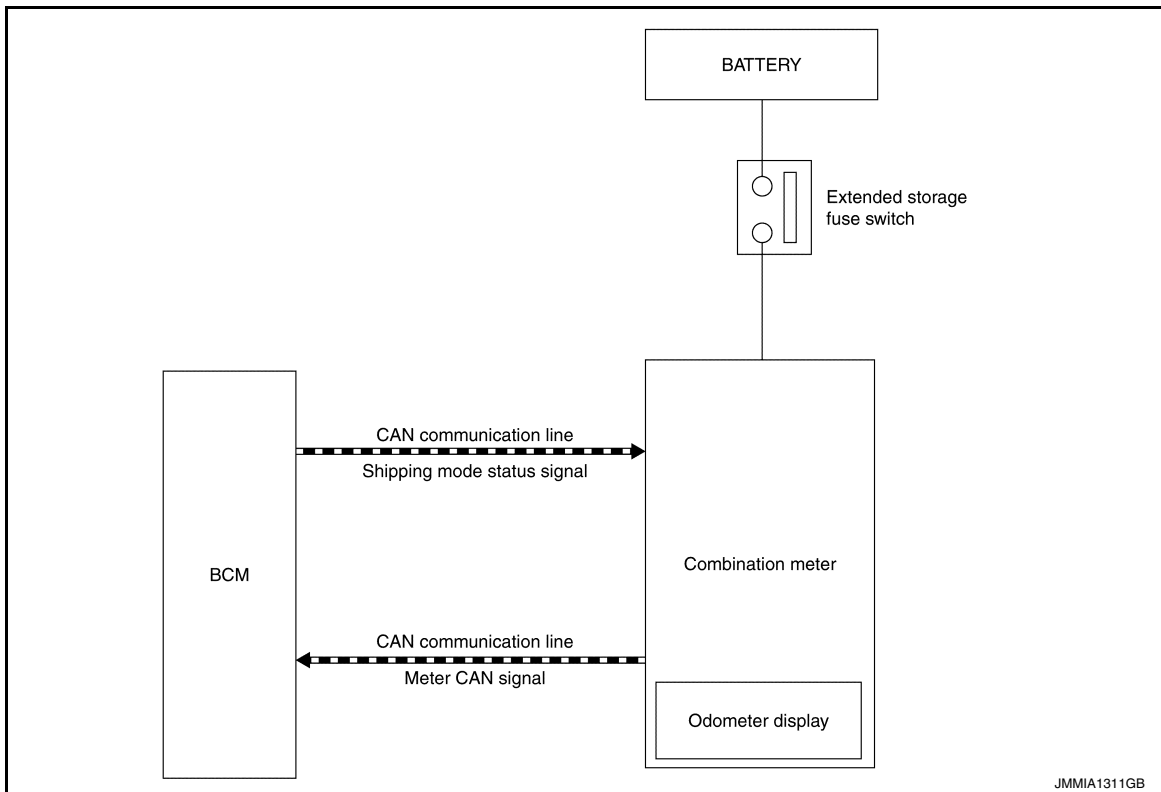 BATTERY
Extended storage
fuse switch
CAN communication line
Shipping mode status signal
BCM
Combination meter
CAN communication line
Meter CAN signal
Odometer display
JMMIA1311GB